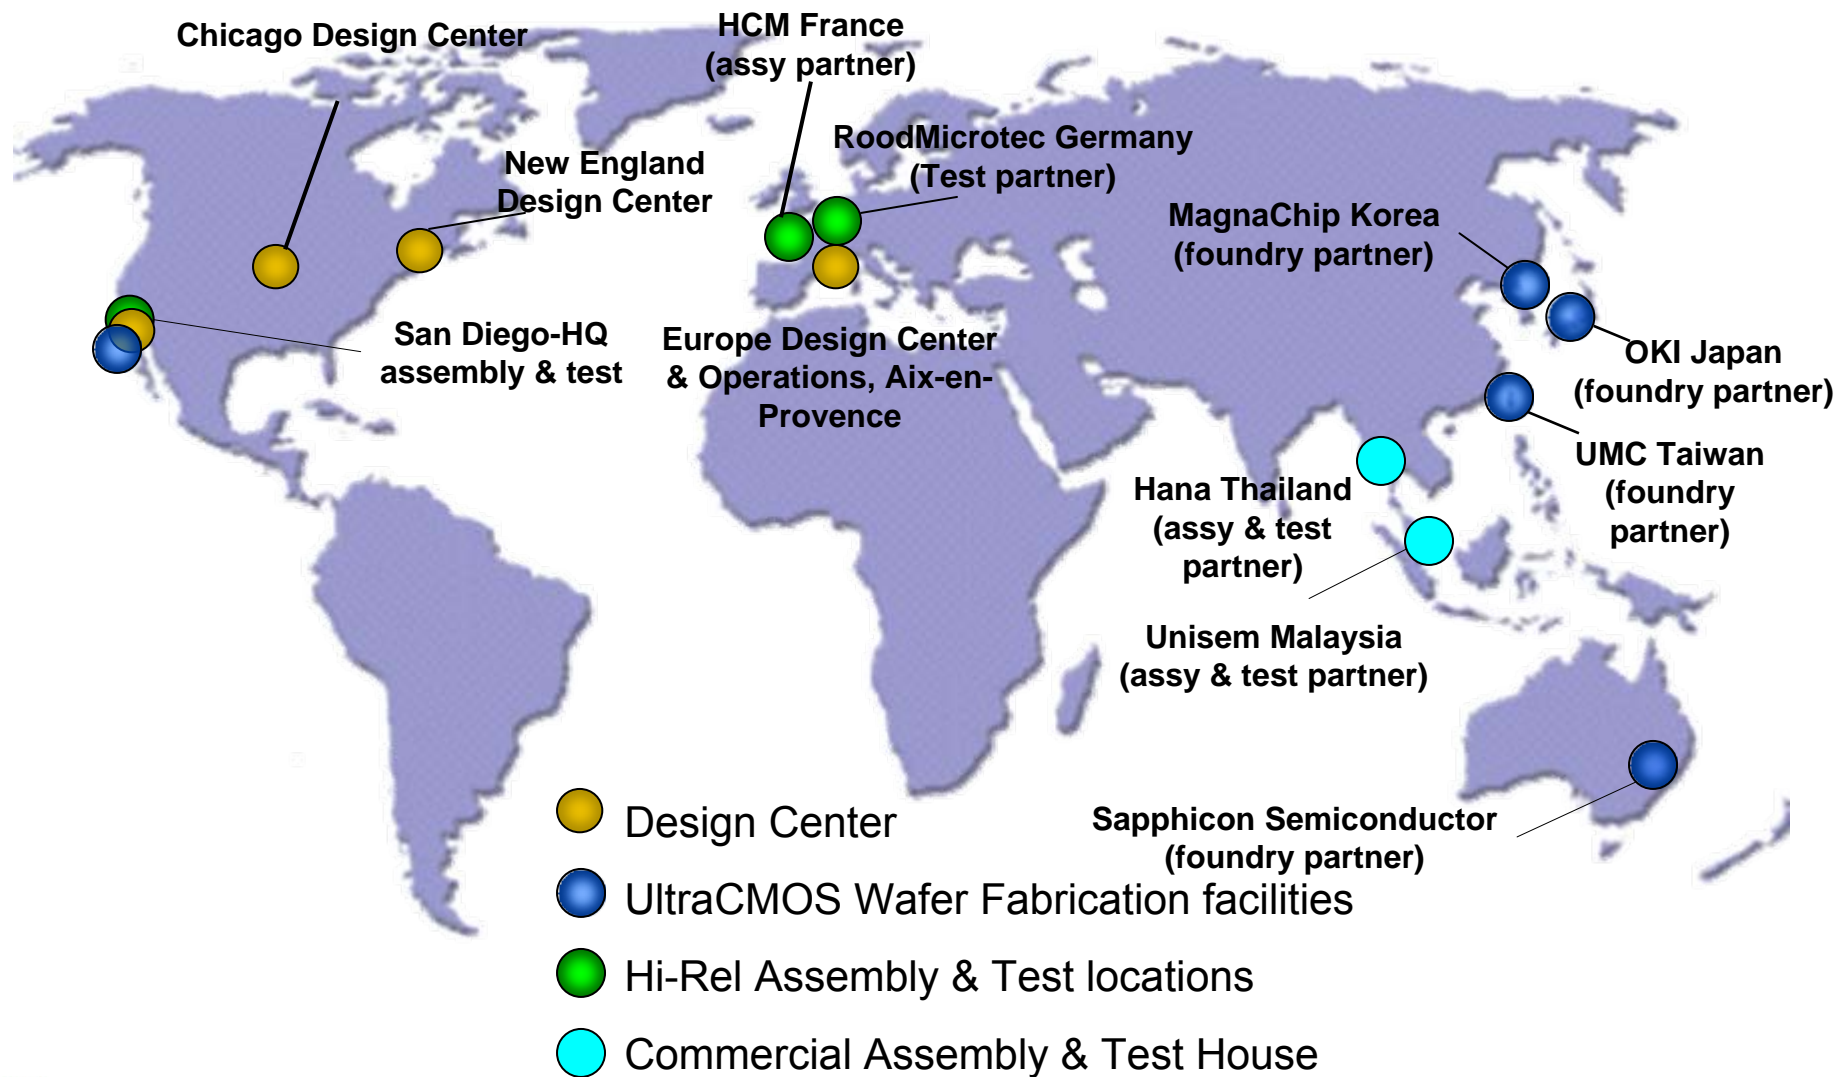 Chicago Design Center
HCM France
(assy partner)
RoodMicrotec Germany
(Test partner)
New England
Design Center
MagnaChip Korea
(foundry partner)
San Diego-HQ
assembly & test
Europe Design Center
& Operations, Aix-en-
Provence
OKI Japan
(foundry partner)
UMC Taiwan
(foundry
partner)
Hana Thailand
(assy & test
partner)
Unisem Malaysia
(assy & test partner)
Sapphicon Semiconductor
(foundry partner)
Design Center
UltraCMOS Wafer Fabrication facilities
Hi-Rel Assembly & Test locations
Commercial Assembly & Test House